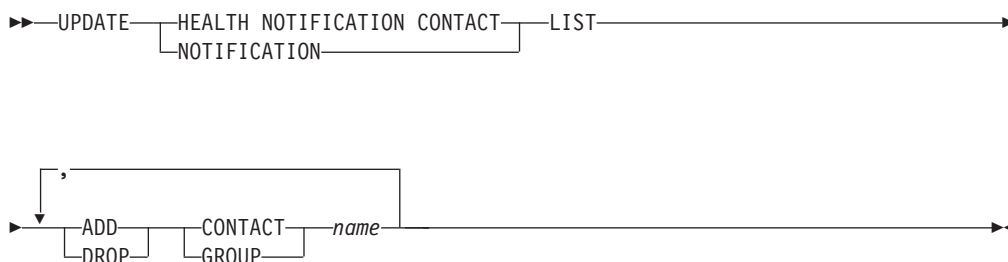 UPDATE HEALTH NOTIFICATION CONTACT LIST
NOTIFICATION
,
ADD CONTACT name
DROP GROUP